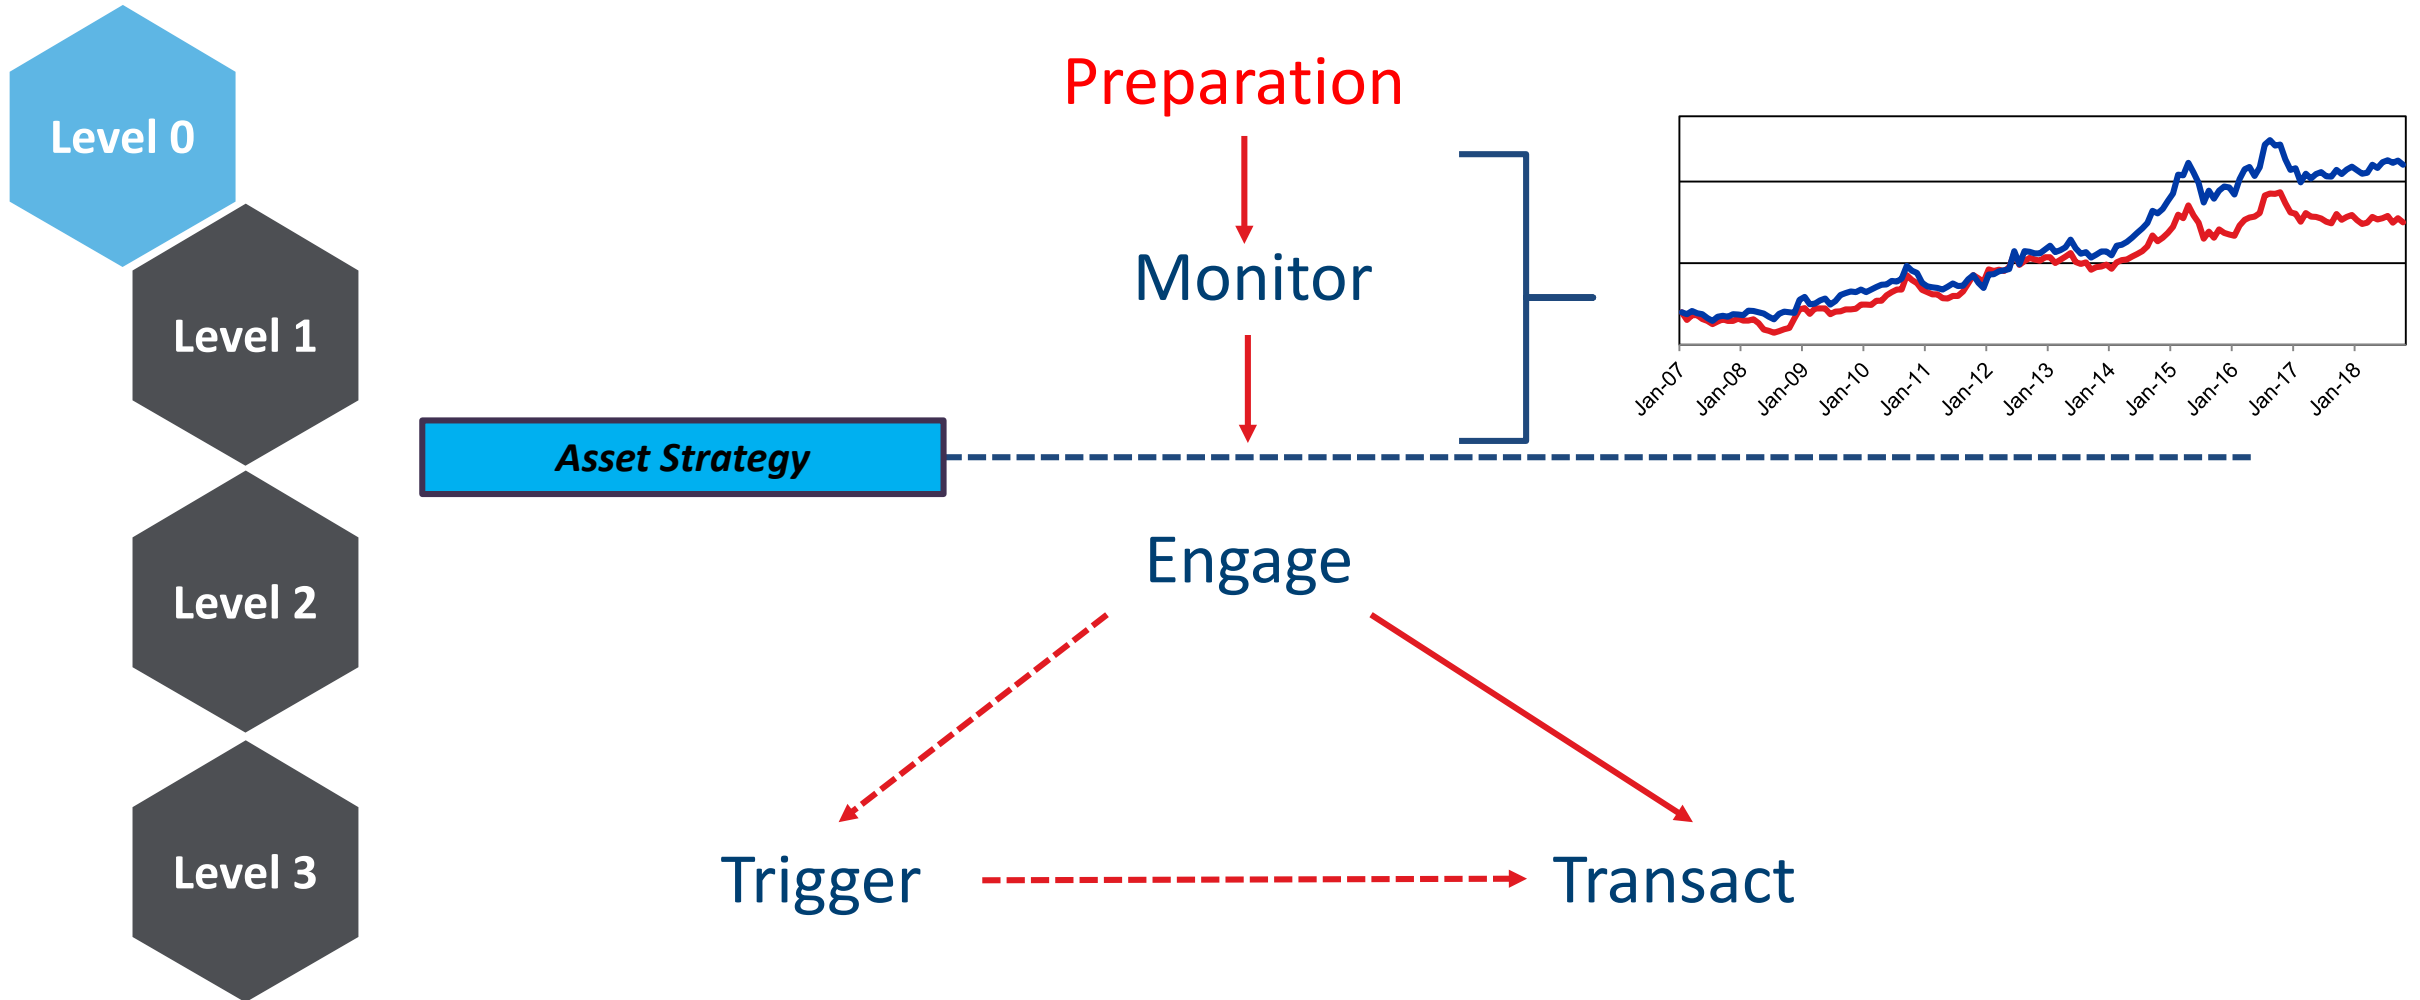 Level 0
Level 1
Level 2
Level 3
Preparation
Monitor
Asset Strategy
Engage
Trigger
Transact
Jan-07
Jan-08
Jan-09
Jan-10
Jan-11
Jan-12
Jan-13
Jan-14
Jan-15
Jan-16
Jan-17
Jan-18